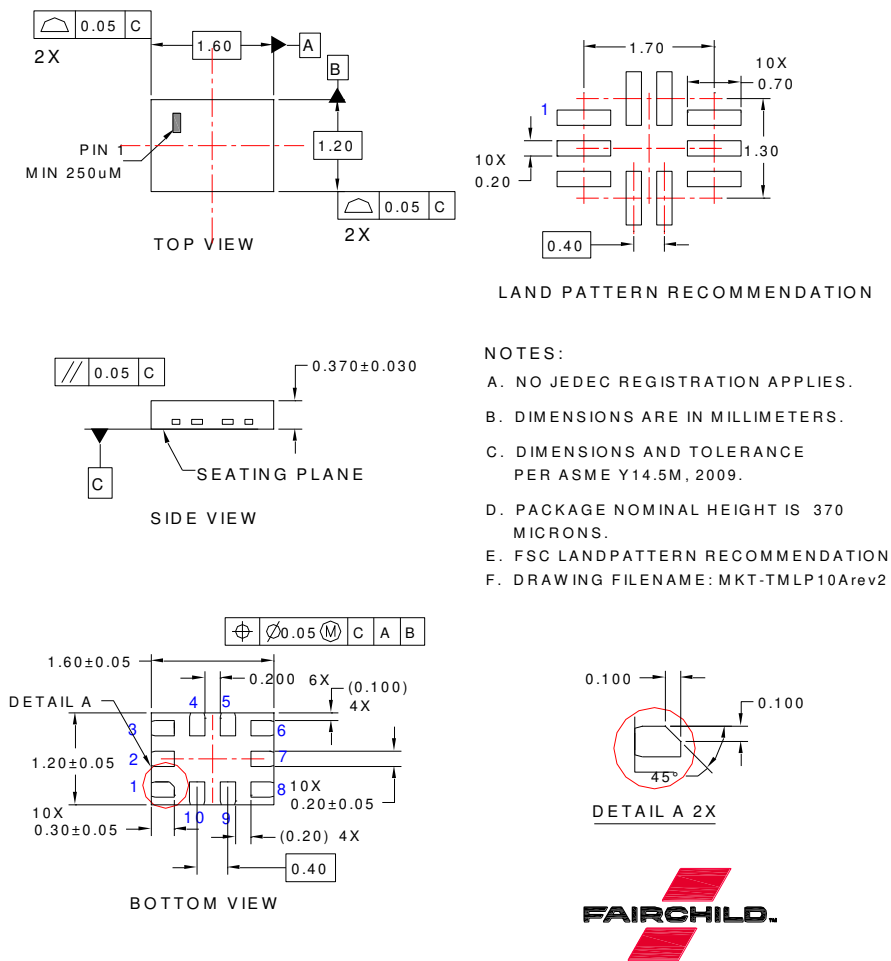 0.05 C
2X
1.60
A
B
PIN 1
MIN 250uM
1.20
0.05 C
2X
TOP VIEW
1.70
10X
0.70
1
10X
0.20
1.30
0.40
LAND PATTERN RECOMMENDATION
// 0.05 C
0.370±0.030
C
SEATING PLANE
SIDE VIEW
NOTES:
A. NO JEDEC REGISTRATION APPLIES.
B. DIMENSIONS ARE IN MILLIMETERS.
C. DIMENSIONS AND TOLERANCE
PER ASME Y14.5M, 2009.
D. PACKAGE NOMINAL HEIGHT IS 370
MICRONS.
E. FSC LANDPATTERN RECOMMENDATION
F. DRAWING FILENAME: MKT-TMLP10Arev2
⌖ ⌀0.05 Ⓜ C A B
1.60±0.05
0.200 6X
(0.100)
4X
DETAIL A
4
5
3
6
2
7
1
8
10
9
1.20±0.05
10X
0.20±0.05
10X
0.30±0.05
(0.20) 4X
0.40
BOTTOM VIEW
0.100
0.100
45°
DETAIL A 2X
FAIRCHILD™